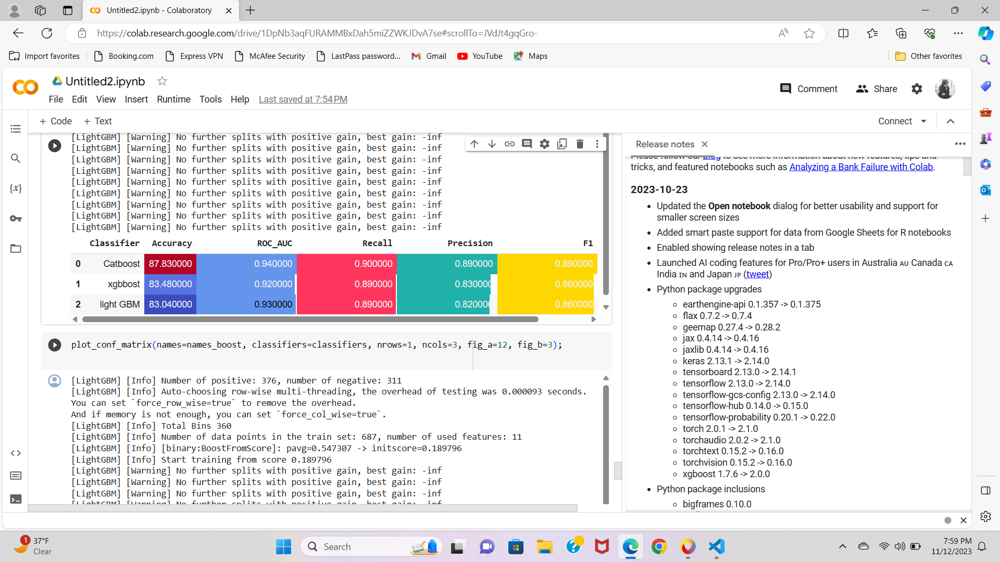 Untitled2.ipynb - Colaboratory
https://colab.research.google.com/drive/1DpNb3aqFURAMMBxDah5miZZWKJDvA7se#scrollTo=JVdJt4gqGro-
Import favorites Booking.com Express VPN McAfee Security LastPass password... Gmail YouTube Maps Other favorites
Untitled2.ipynb
File Edit View Insert Runtime Tools Help Last saved at 7:54 PM
Comment Share
+ Code + Text
Connect
[LightGBM] [Warning] No further splits with positive gain, best gain: -inf
[LightGBM] [Warning] No further splits with positive gain, best gain: -inf
[LightGBM] [Warning] No further splits with positive gain, best gain: -inf
[LightGBM] [Warning] No further splits with positive gain, best gain: -inf
[LightGBM] [Warning] No further splits with positive gain, best gain: -inf
[LightGBM] [Warning] No further splits with positive gain, best gain: -inf
[LightGBM] [Warning] No further splits with positive gain, best gain: -inf
[LightGBM] [Warning] No further splits with positive gain, best gain: -inf
[LightGBM] [Warning] No further splits with positive gain, best gain: -inf
Classifier Accuracy ROC_AUC Recall Precision F1
0 Catboost 87.830000 0.940000 0.900000 0.890000 0.890000
1 xgbbost 83.480000 0.920000 0.890000 0.830000 0.860000
2 light GBM 83.040000 0.930000 0.890000 0.820000 0.860000
plot_conf_matrix(names=names_boost, classifiers=classifiers, nrows=1, ncols=3, fig_a=12, fig_b=3);
[LightGBM] [Info] Number of positive: 376, number of negative: 311
[LightGBM] [Info] Auto-choosing row-wise multi-threading, the overhead of testing was 0.000093 seconds.
You can set `force_row_wise=true` to remove the overhead.
And if memory is not enough, you can set `force_col_wise=true`.
[LightGBM] [Info] Total Bins 360
[LightGBM] [Info] Number of data points in the train set: 687, number of used features: 11
[LightGBM] [Info] [binary:BoostFromScore]: pavg=0.547307 -> initscore=0.189796
[LightGBM] [Info] Start training from score 0.189796
[LightGBM] [Warning] No further splits with positive gain, best gain: -inf
[LightGBM] [Warning] No further splits with positive gain, best gain: -inf
[LightGBM] [Warning] No further splits with positive gain, best gain: -inf
[LightGBM] [Warning] No further splits with positive gain, best gain: -inf
Release notes
Please follow our blog to see more information about new features, tips and
tricks, and featured notebooks such as Analyzing a Bank Failure with Colab.
2023-10-23
Updated the Open notebook dialog for better usability and support for
smaller screen sizes
Added smart paste support for data from Google Sheets for R notebooks
Enabled showing release notes in a tab
Launched AI coding features for Pro/Pro+ users in Australia AU Canada CA
India IN and Japan JP (tweet)
Python package upgrades
earthengine-api 0.1.357 -> 0.1.375
flax 0.7.2 -> 0.7.4
geemap 0.27.4 -> 0.28.2
jax 0.4.14 -> 0.4.16
jaxlib 0.4.14 -> 0.4.16
keras 2.13.1 -> 2.14.0
tensorboard 2.13.0 -> 2.14.1
tensorflow 2.13.0 -> 2.14.0
tensorflow-gcs-config 2.13.0 -> 2.14.0
tensorflow-hub 0.14.0 -> 0.15.0
tensorflow-probability 0.20.1 -> 0.22.0
torch 2.0.1 -> 2.1.0
torchaudio 2.0.2 -> 2.1.0
torchtext 0.15.2 -> 0.16.0
torchvision 0.15.2 -> 0.16.0
xgboost 1.7.6 -> 2.0.0
Python package inclusions
bigframes 0.10.0
1
37°F
Clear
Search
7:59 PM
11/12/2023